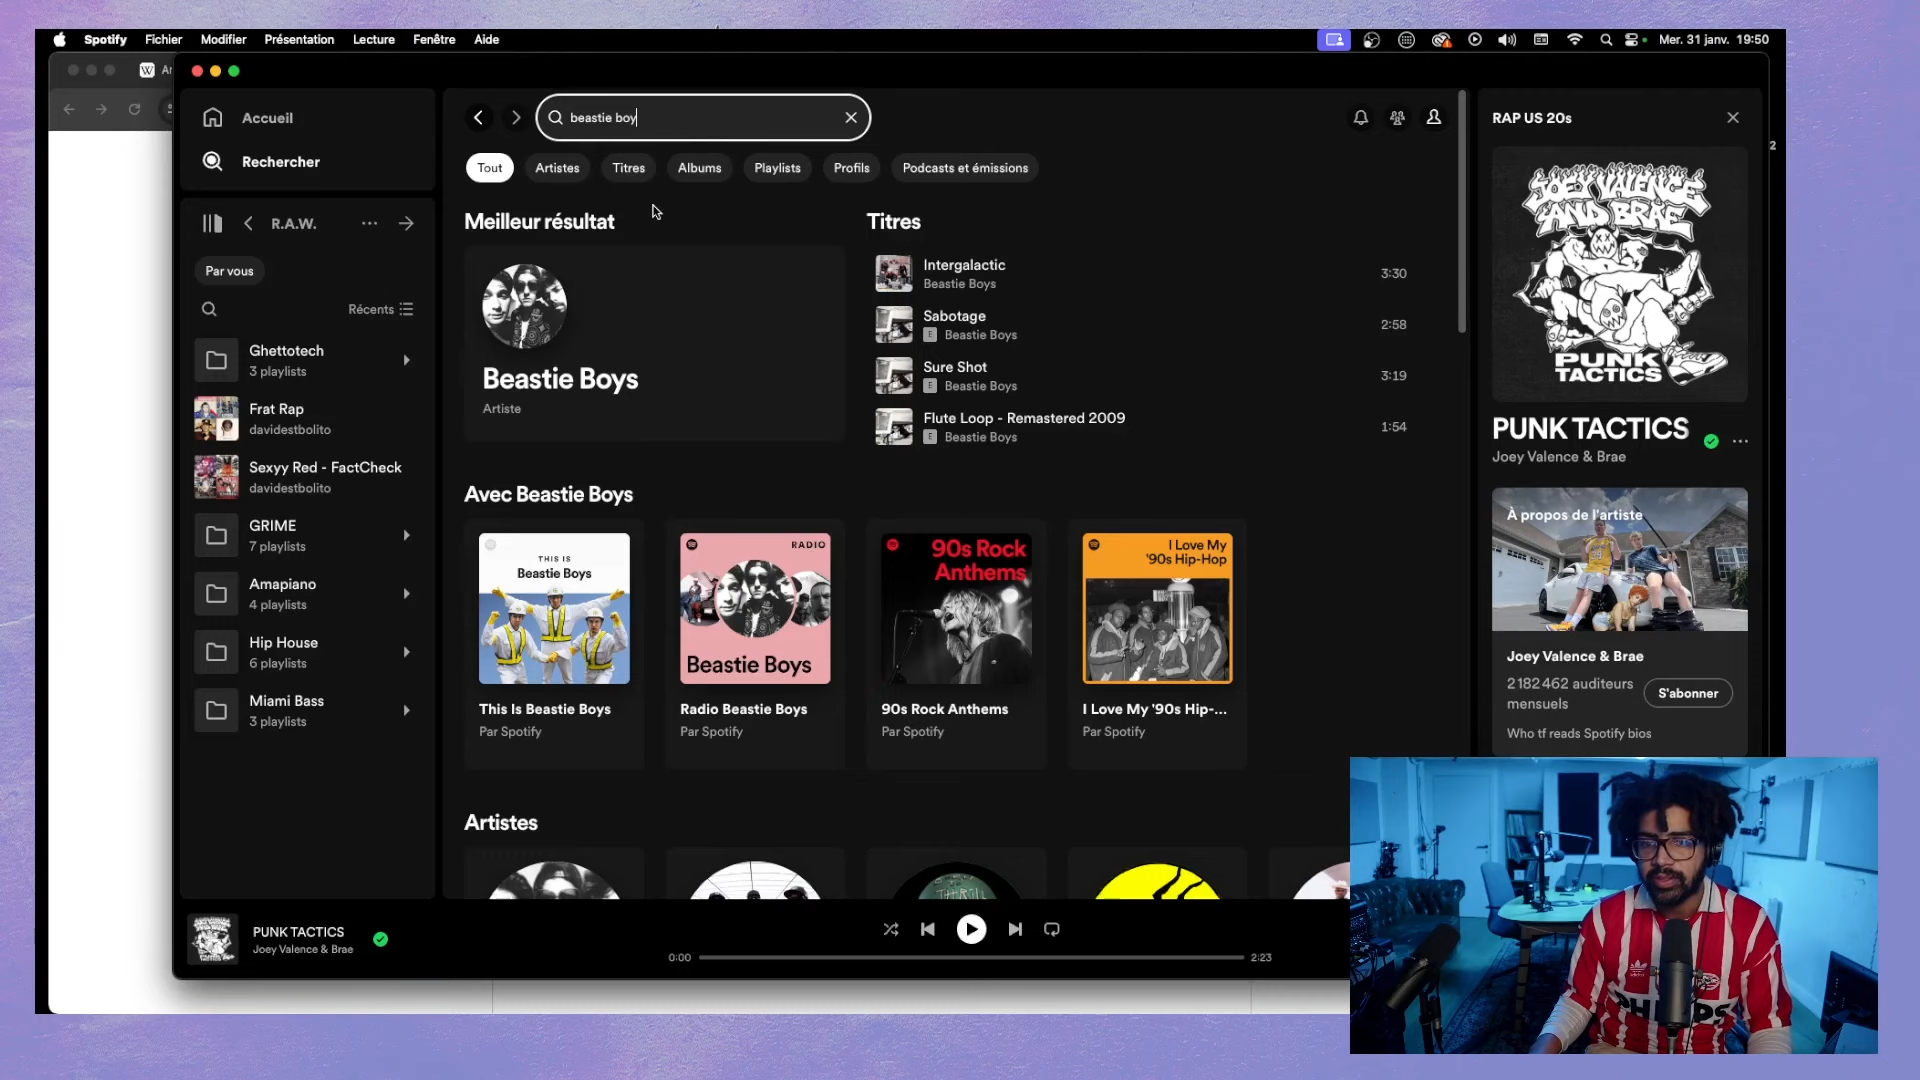 Spotify Fichier Modifier Présentation Lecture Fenêtre Aide
Mer. 31 janv. 19:50
W
Accueil
Rechercher
R.A.W.
Par vous
Récents
Ghettotech
3 playlists
Frat Rap
davidestbolito
Sexyy Red - FactCheck
davidestbolito
GRIME
7 playlists
Amapiano
4 playlists
Hip House
6 playlists
Miami Bass
3 playlists
beastie boy
Tout Artistes Titres Albums Playlists Profils Podcasts et émissions
Meilleur résultat
Beastie Boys
Artiste
Titres
Intergalactic
Beastie Boys
3:30
Sabotage
E Beastie Boys
2:58
Sure Shot
E Beastie Boys
3:19
Flute Loop - Remastered 2009
E Beastie Boys
1:54
Avec Beastie Boys
THIS IS
Beastie Boys
This Is Beastie Boys
Par Spotify
RADIO
Beastie Boys
Radio Beastie Boys
Par Spotify
90s Rock
Anthems
90s Rock Anthems
Par Spotify
I Love My
'90s Hip-Hop
I Love My '90s Hip-...
Par Spotify
Artistes
RAP US 20s
2
JOEY VALENCE
AND BRAE
PUNK
TACTICS
PUNK TACTICS
Joey Valence & Brae
À propos de l'artiste
Joey Valence & Brae
2 182 462 auditeurs
mensuels
S'abonner
Who tf reads Spotify bios
PUNK TACTICS
Joey Valence & Brae
0:00
2:23